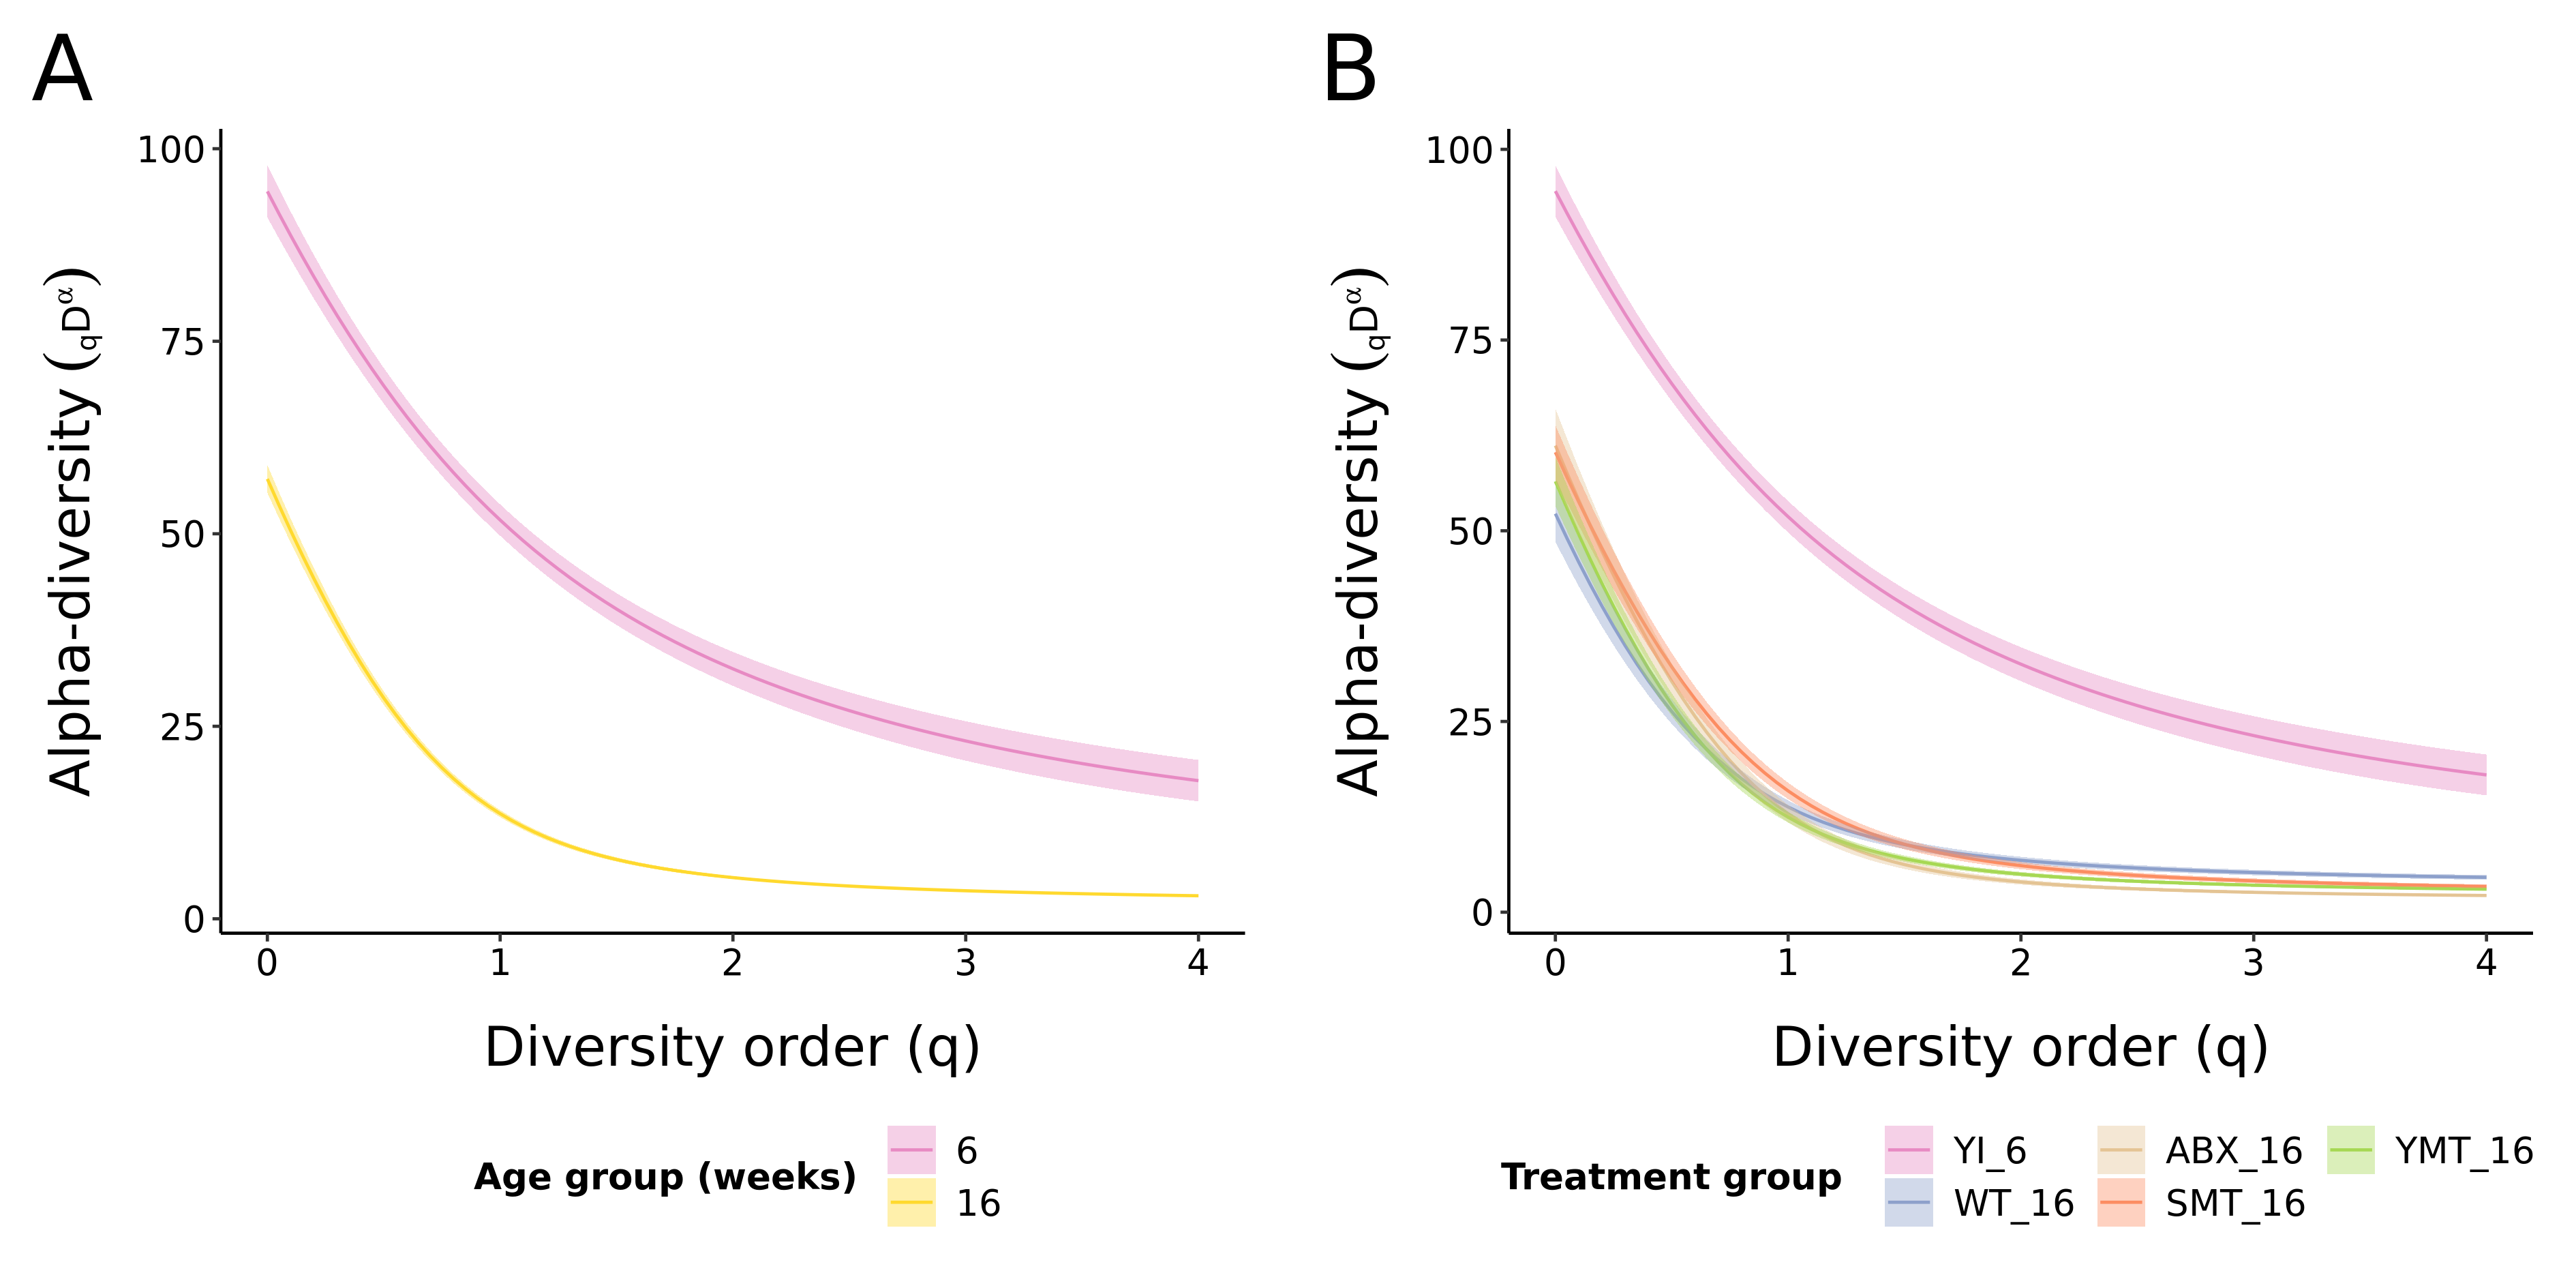 A
100
75
50
25
0
Alpha-diversity (qDα)
0 1 2 3 4
Diversity order (q)
Age group (weeks)
6
16
B
100
75
50
25
0
Alpha-diversity (qDα)
0 1 2 3 4
Diversity order (q)
Treatment group
YI_6 ABX_16 YMT_16
WT_16 SMT_16